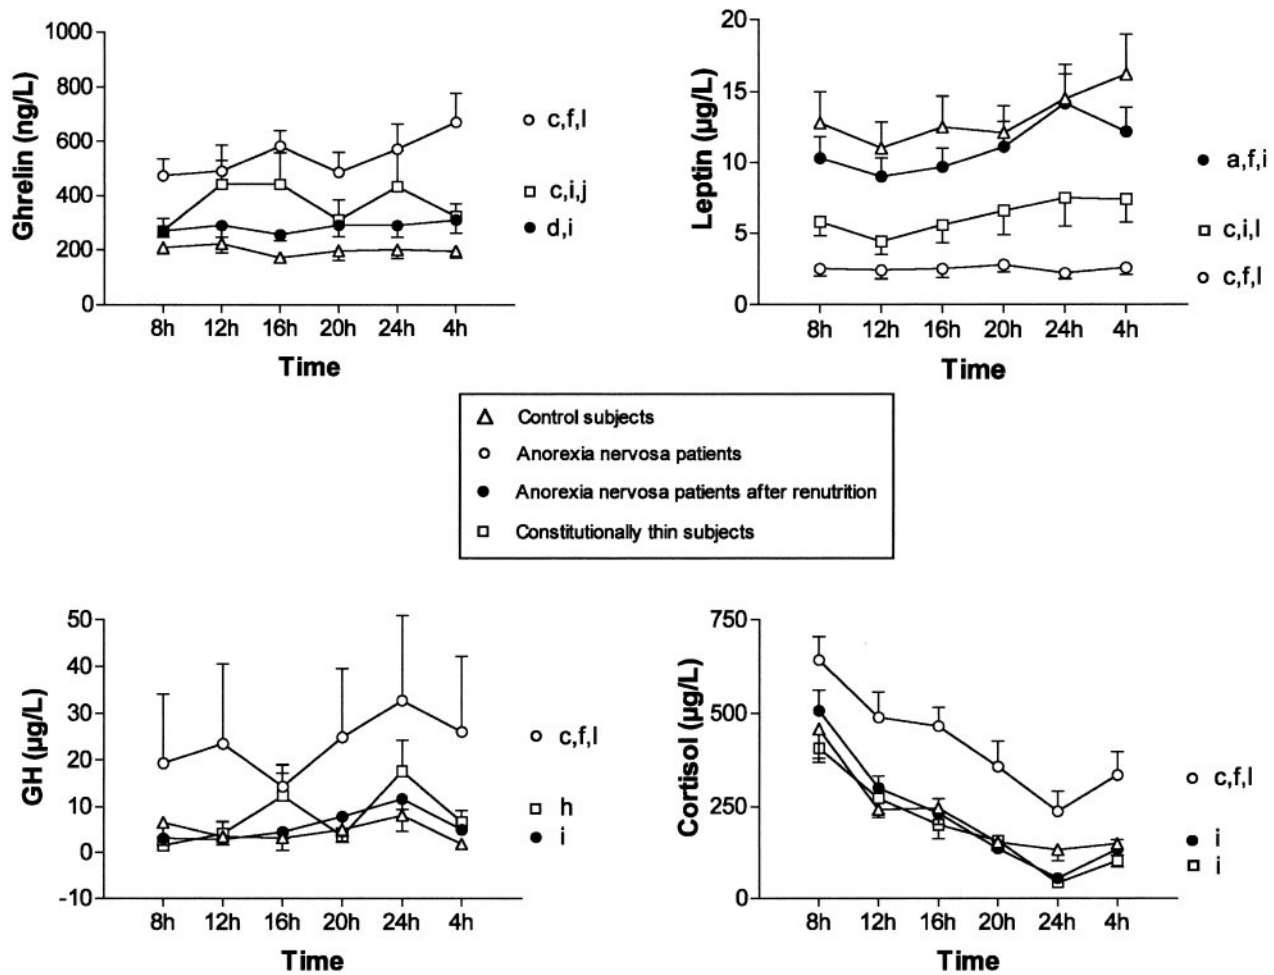 Ghrelin (ng/L)
1000
800
600
400
200
0
8h 12h 16h 20h 24h 4h
Time
c,f,l
c,i,j
d,i
Leptin (µg/L)
20
15
10
5
0
8h 12h 16h 20h 24h 4h
Time
a,f,i
c,i,l
c,f,l
Control subjects
Anorexia nervosa patients
Anorexia nervosa patients after renutrition
Constitutionally thin subjects
GH (µg/L)
50
40
30
20
10
0
-10
8h 12h 16h 20h 24h 4h
Time
c,f,l
h
i
Cortisol (µg/L)
750
500
250
0
8h 12h 16h 20h 24h 4h
Time
c,f,l
i
i